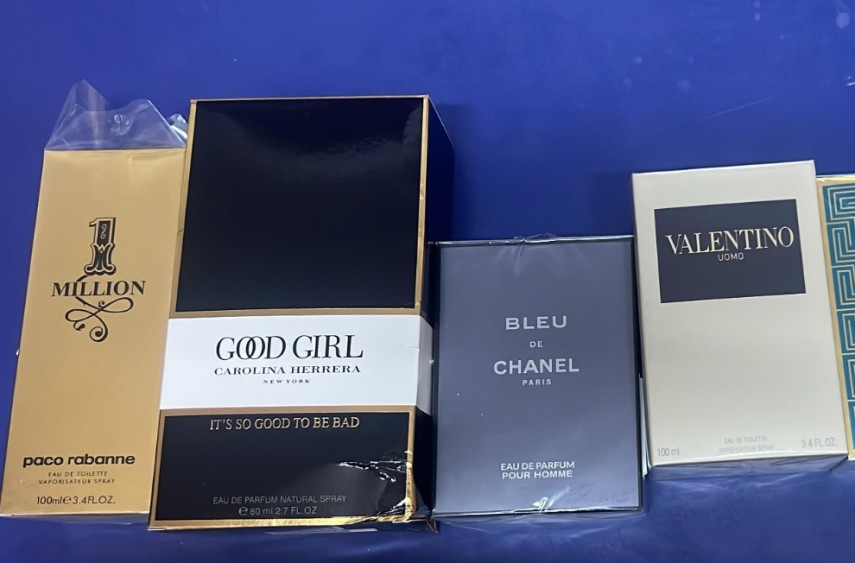 1
MILLION
paco rabanne
EAU DE TOILETTE
VAPORISATEUR SPRAY
100ml e 3.4FL.OZ.
GOOD GIRL
CAROLINA HERRERA
NEW YORK
IT'S SO GOOD TO BE BAD
EAU DE PARFUM NATURAL SPRAY
e 80 ml 2.7 FL.OZ
BLEU
DE
CHANEL
PARIS
EAU DE PARFUM
POUR HOMME
VALENTINO
UOMO
EAU DE TOILETTE
VAPORISATEUR SPRAY
100 ml 3.4 FL.OZ.